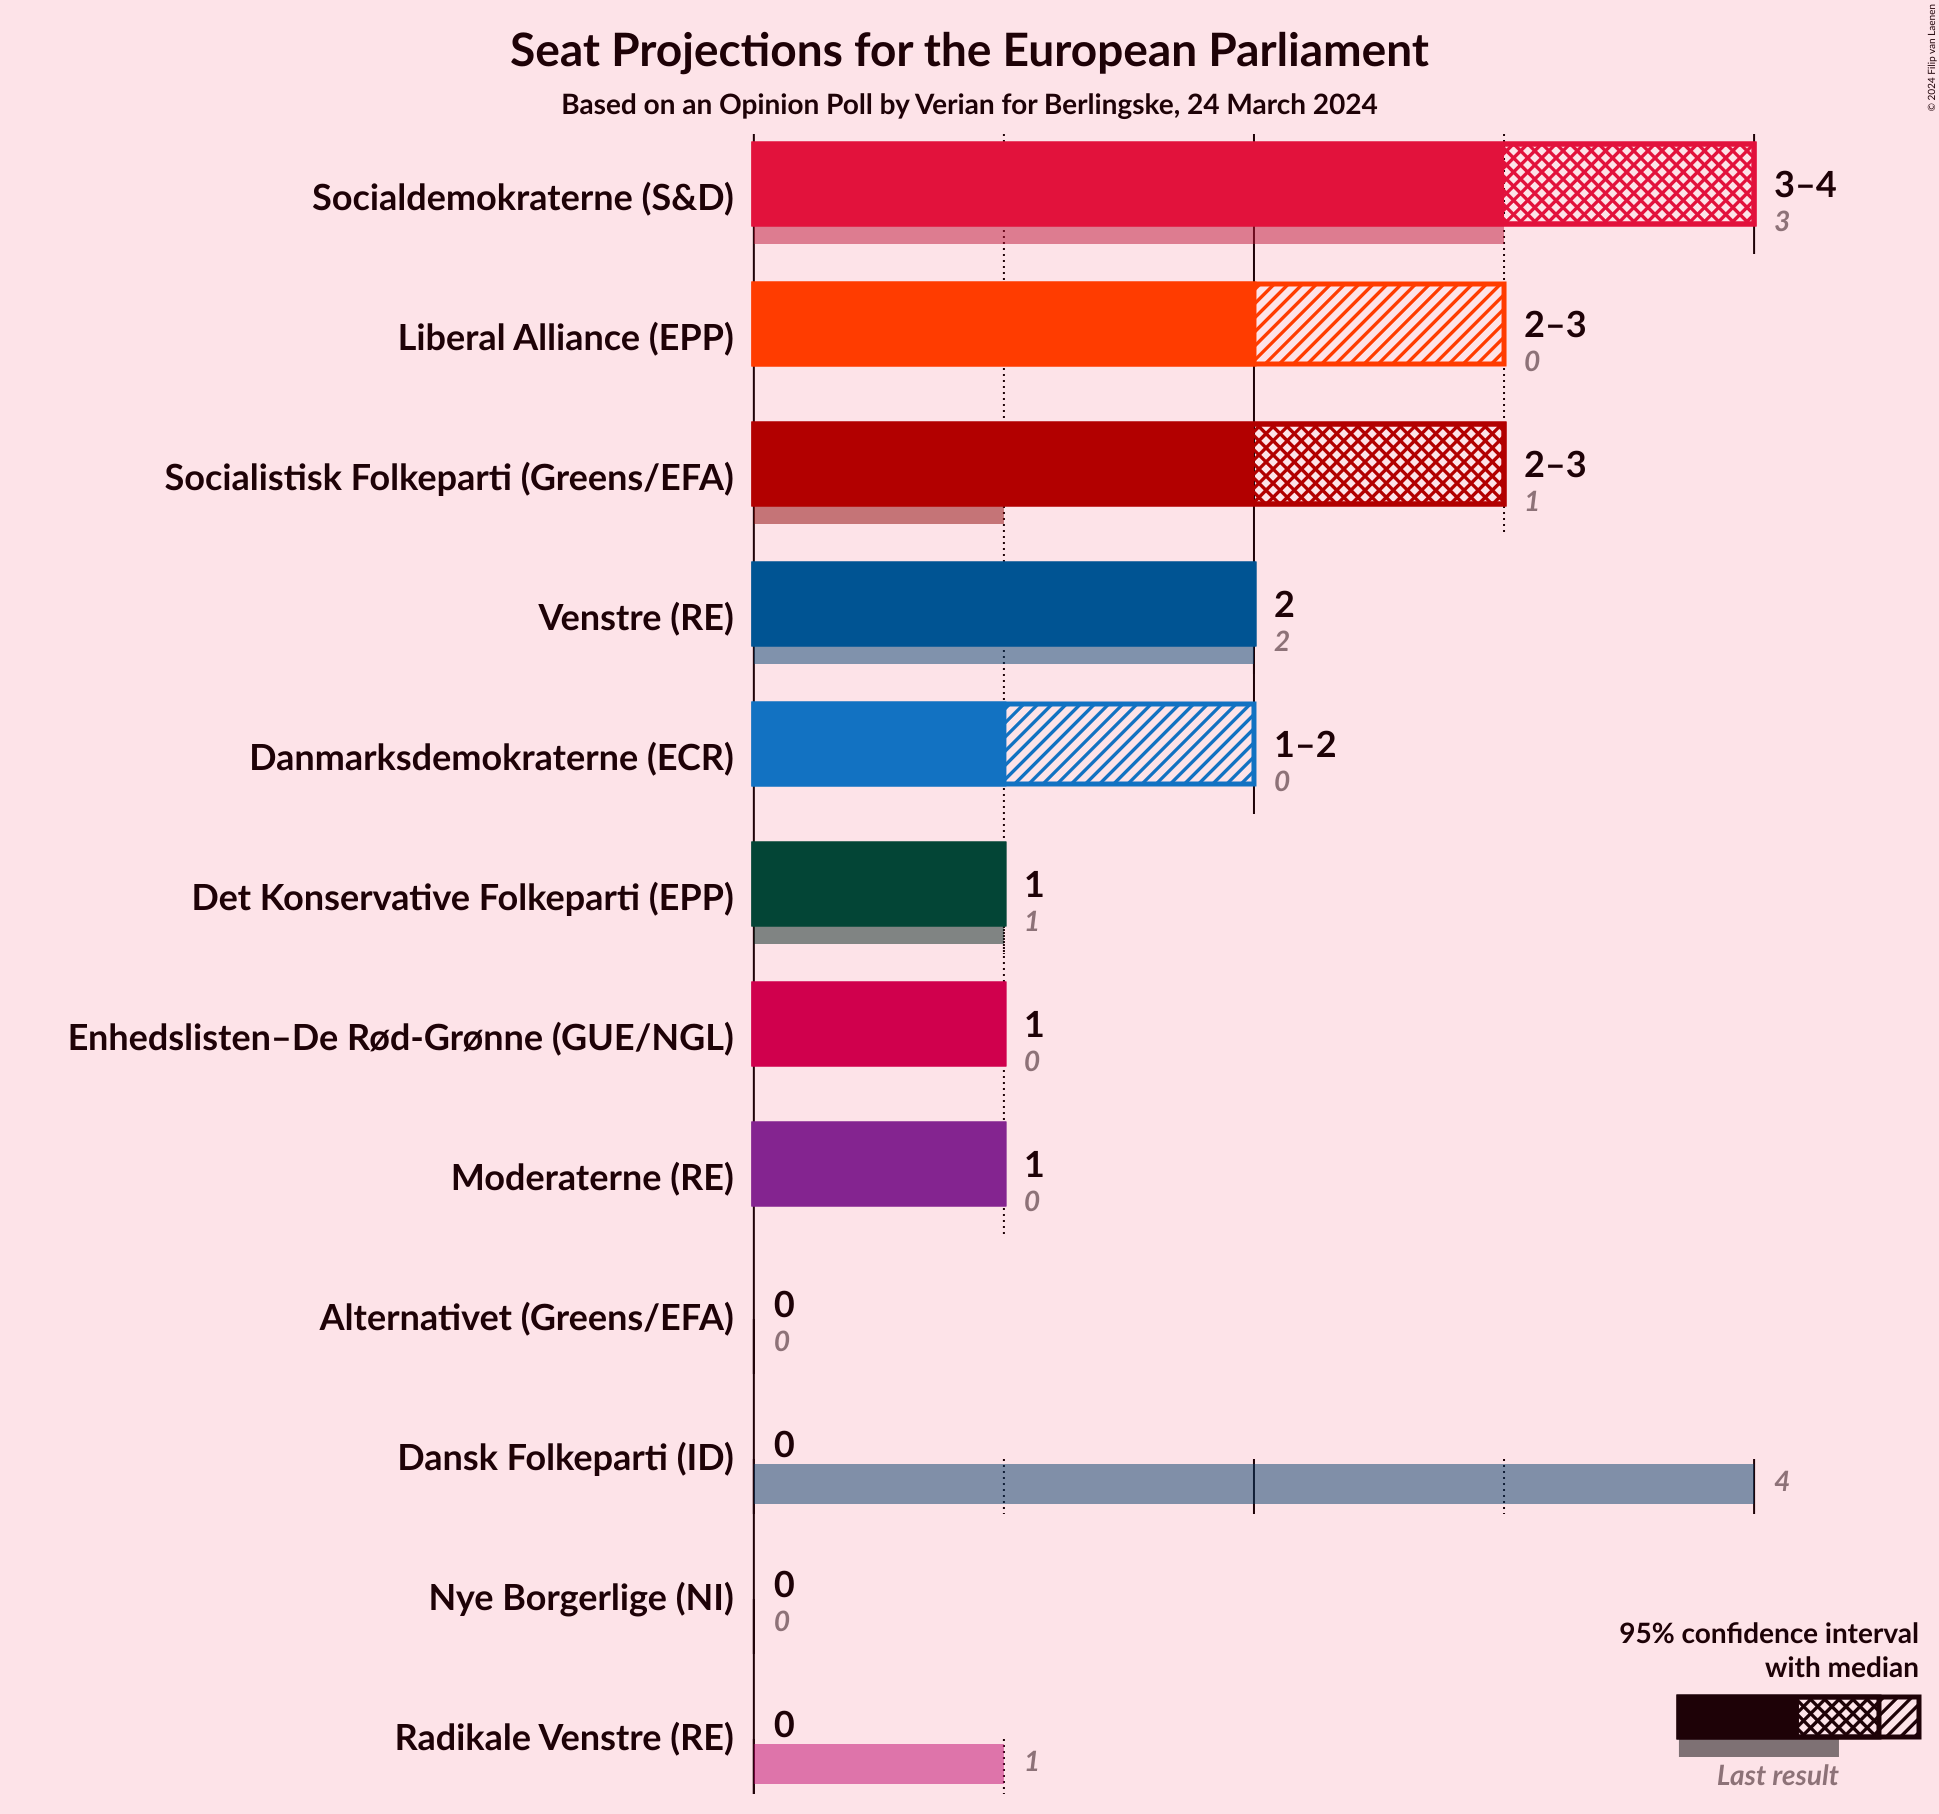 Seat Projections for the European Parliament
Based on an Opinion Poll by Verian for Berlingske, 24 March 2024
© 2024 Filip van Laenen
Socialdemokraterne (S&D)
3–4
3
Liberal Alliance (EPP)
2–3
0
Socialistisk Folkeparti (Greens/EFA)
2–3
1
Venstre (RE)
2
2
Danmarksdemokraterne (ECR)
1–2
0
Det Konservative Folkeparti (EPP)
1
1
Enhedslisten–De Rød-Grønne (GUE/NGL)
1
0
Moderaterne (RE)
1
0
Alternativet (Greens/EFA)
0
0
Dansk Folkeparti (ID)
0
4
Nye Borgerlige (NI)
0
0
Radikale Venstre (RE)
0
1
95% confidence interval
with median
Last result